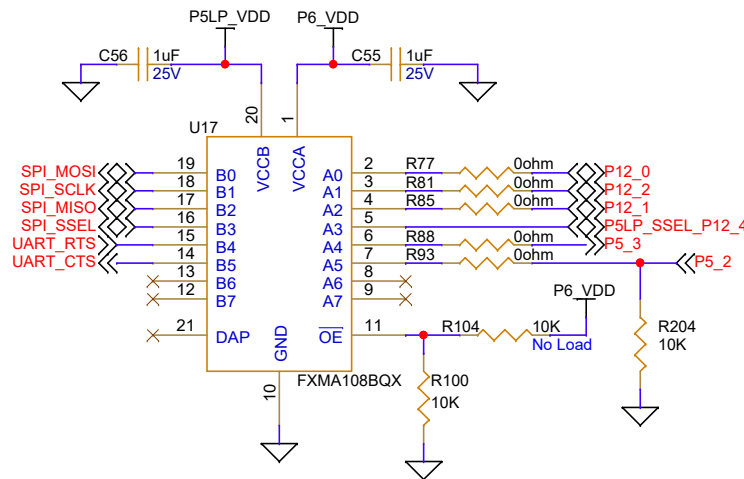 P5LP_VDD P6_VDD
C56 1uF C55 1uF
25V 25V
20 1
U17
VCCB VCCA
SPI_MOSI 19 B0 A0 2 R77 0ohm P12_0
SPI_SCLK 18 B1 A1 3 R81 0ohm P12_2
SPI_MISO 17 B2 A2 4 R85 0ohm P12_1
SPI_SSEL 16 B3 A3 5 P5LP_SSEL_P12_4
UART_RTS 15 B4 A4 6 R88 0ohm P5_3
UART_CTS 14 B5 A5 7 R93 0ohm P5_2
13 B6 A6 8
12 B7 A7 9
P6_VDD
21 DAP OE 11 R104 10K
No Load
R204
10K
GND
FXMA108BQX
10
R100
10K